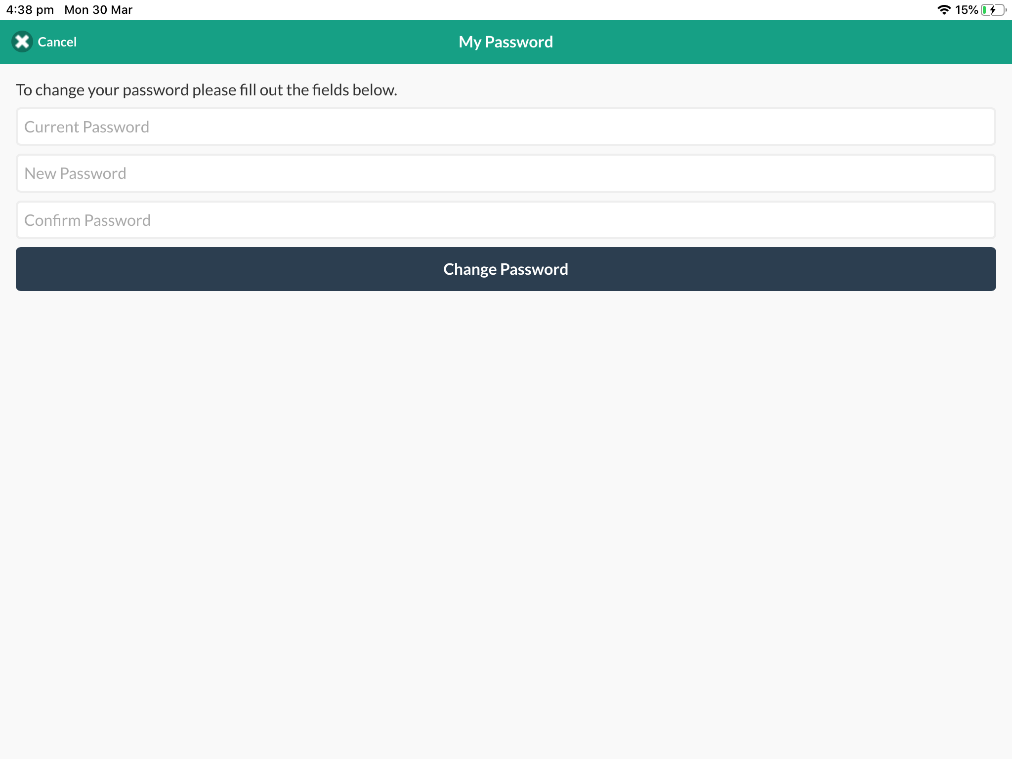 4:38 pm Mon 30 Mar 15%
Cancel My Password
To change your password please fill out the fields below.
Current Password
New Password
Confirm Password
Change Password